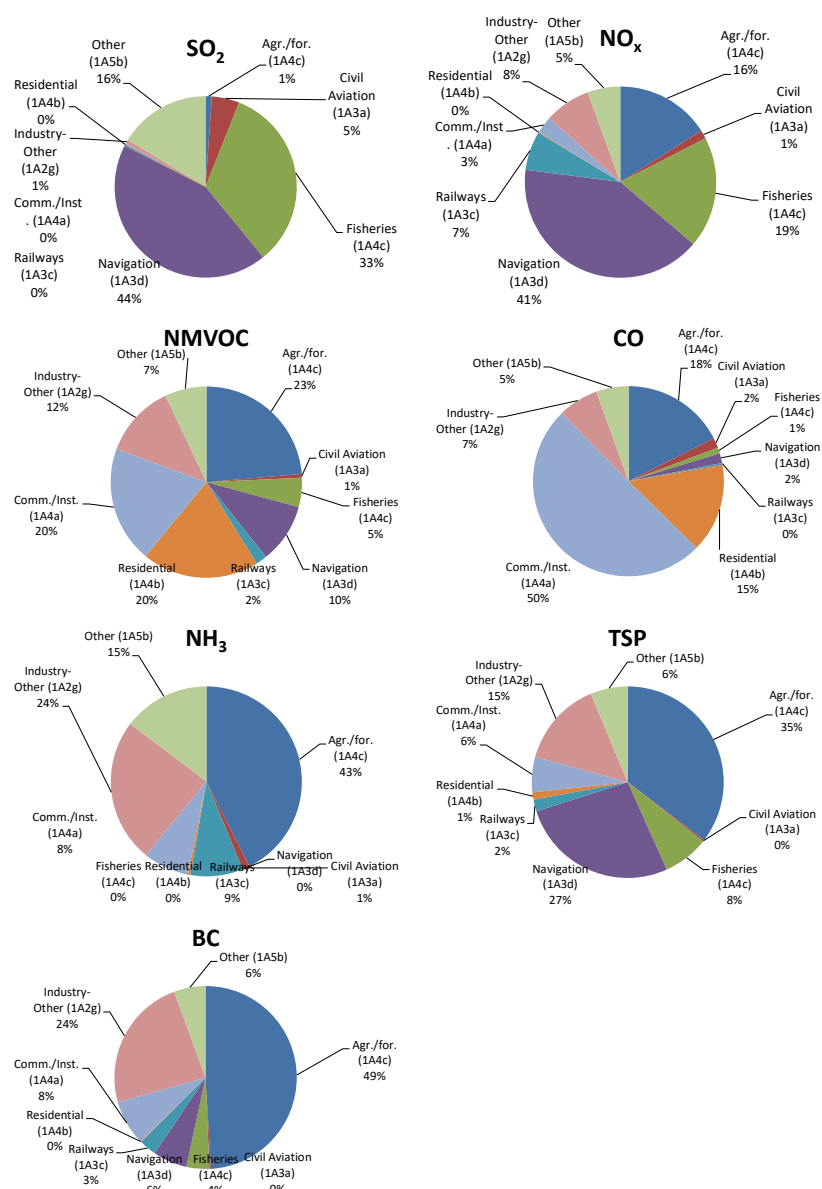 SO2
Other
(1A5b)
16%
Agr./for.
(1A4c)
1%
Civil
Aviation
(1A3a)
5%
Residential
(1A4b)
0%
Industry-
Other
(1A2g)
1%
Comm./Inst
. (1A4a)
0%
Railways
(1A3c)
0%
Navigation
(1A3d)
44%
Fisheries
(1A4c)
33%
NOx
Industry-
Other
(1A2g)
8%
Other
(1A5b)
5%
Agr./for.
(1A4c)
16%
Residential
(1A4b)
0%
Civil
Aviation
(1A3a)
1%
Comm./Inst
. (1A4a)
3%
Railways
(1A3c)
7%
Fisheries
(1A4c)
19%
Navigation
(1A3d)
41%
NMVOC
Other (1A5b)
7%
Agr./for.
(1A4c)
23%
Industry-
Other (1A2g)
12%
Civil Aviation
(1A3a)
1%
Comm./Inst.
(1A4a)
20%
Fisheries
(1A4c)
5%
Residential
(1A4b)
20%
Railways
(1A3c)
2%
Navigation
(1A3d)
10%
CO
Agr./for.
(1A4c)
18%
Other (1A5b)
5%
Civil Aviation
(1A3a)
2%
Fisheries
(1A4c)
1%
Industry-
Other (1A2g)
7%
Navigation
(1A3d)
2%
Railways
(1A3c)
0%
Comm./Inst.
(1A4a)
50%
Residential
(1A4b)
15%
NH3
Other (1A5b)
15%
Industry-
Other (1A2g)
24%
Agr./for.
(1A4c)
43%
Comm./Inst.
(1A4a)
8%
Fisheries
(1A4c)
0%
Residential
(1A4b)
0%
Railways
(1A3c)
9%
Navigation
(1A3d)
0%
Civil Aviation
(1A3a)
1%
TSP
Other (1A5b)
6%
Industry-
Other (1A2g)
15%
Agr./for.
(1A4c)
35%
Comm./Inst.
(1A4a)
6%
Residential
(1A4b)
1%
Railways
(1A3c)
2%
Civil Aviation
(1A3a)
0%
Navigation
(1A3d)
27%
Fisheries
(1A4c)
8%
BC
Other (1A5b)
6%
Industry-
Other (1A2g)
24%
Agr./for.
(1A4c)
49%
Comm./Inst.
(1A4a)
8%
Residential
(1A4b)
0%
Railways
(1A3c)
3%
Navigation
(1A3d)
6%
Fisheries
(1A4c)
4%
Civil Aviation
(1A3a)
0%